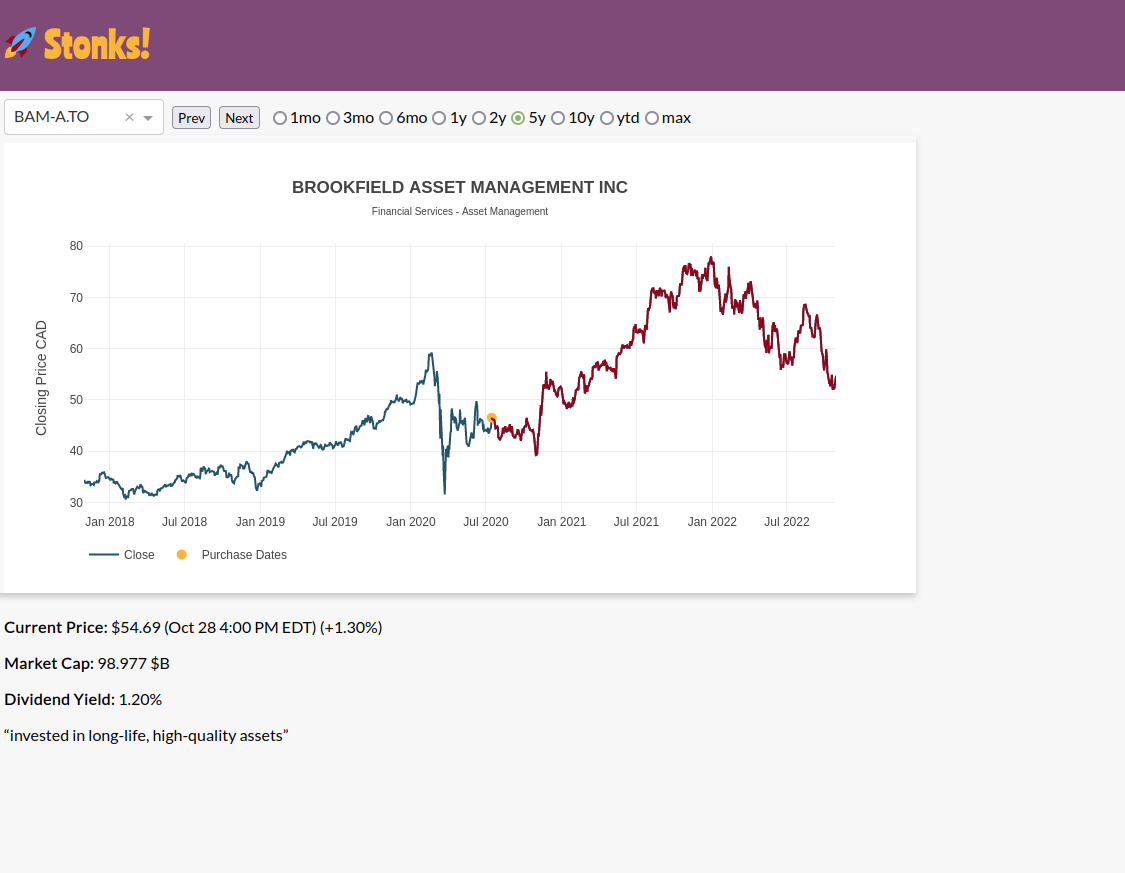 Stonks!
BAM-A.TO × Prev Next 1mo 3mo 6mo 1y 2y 5y 10y ytd max
BROOKFIELD ASSET MANAGEMENT INC
Financial Services - Asset Management
Closing Price CAD
80
70
60
50
40
30
Jan 2018 Jul 2018 Jan 2019 Jul 2019 Jan 2020 Jul 2020 Jan 2021 Jul 2021 Jan 2022 Jul 2022
Close Purchase Dates
Current Price: $54.69 (Oct 28 4:00 PM EDT) (+1.30%)
Market Cap: 98.977 $B
Dividend Yield: 1.20%
“invested in long-life, high-quality assets”